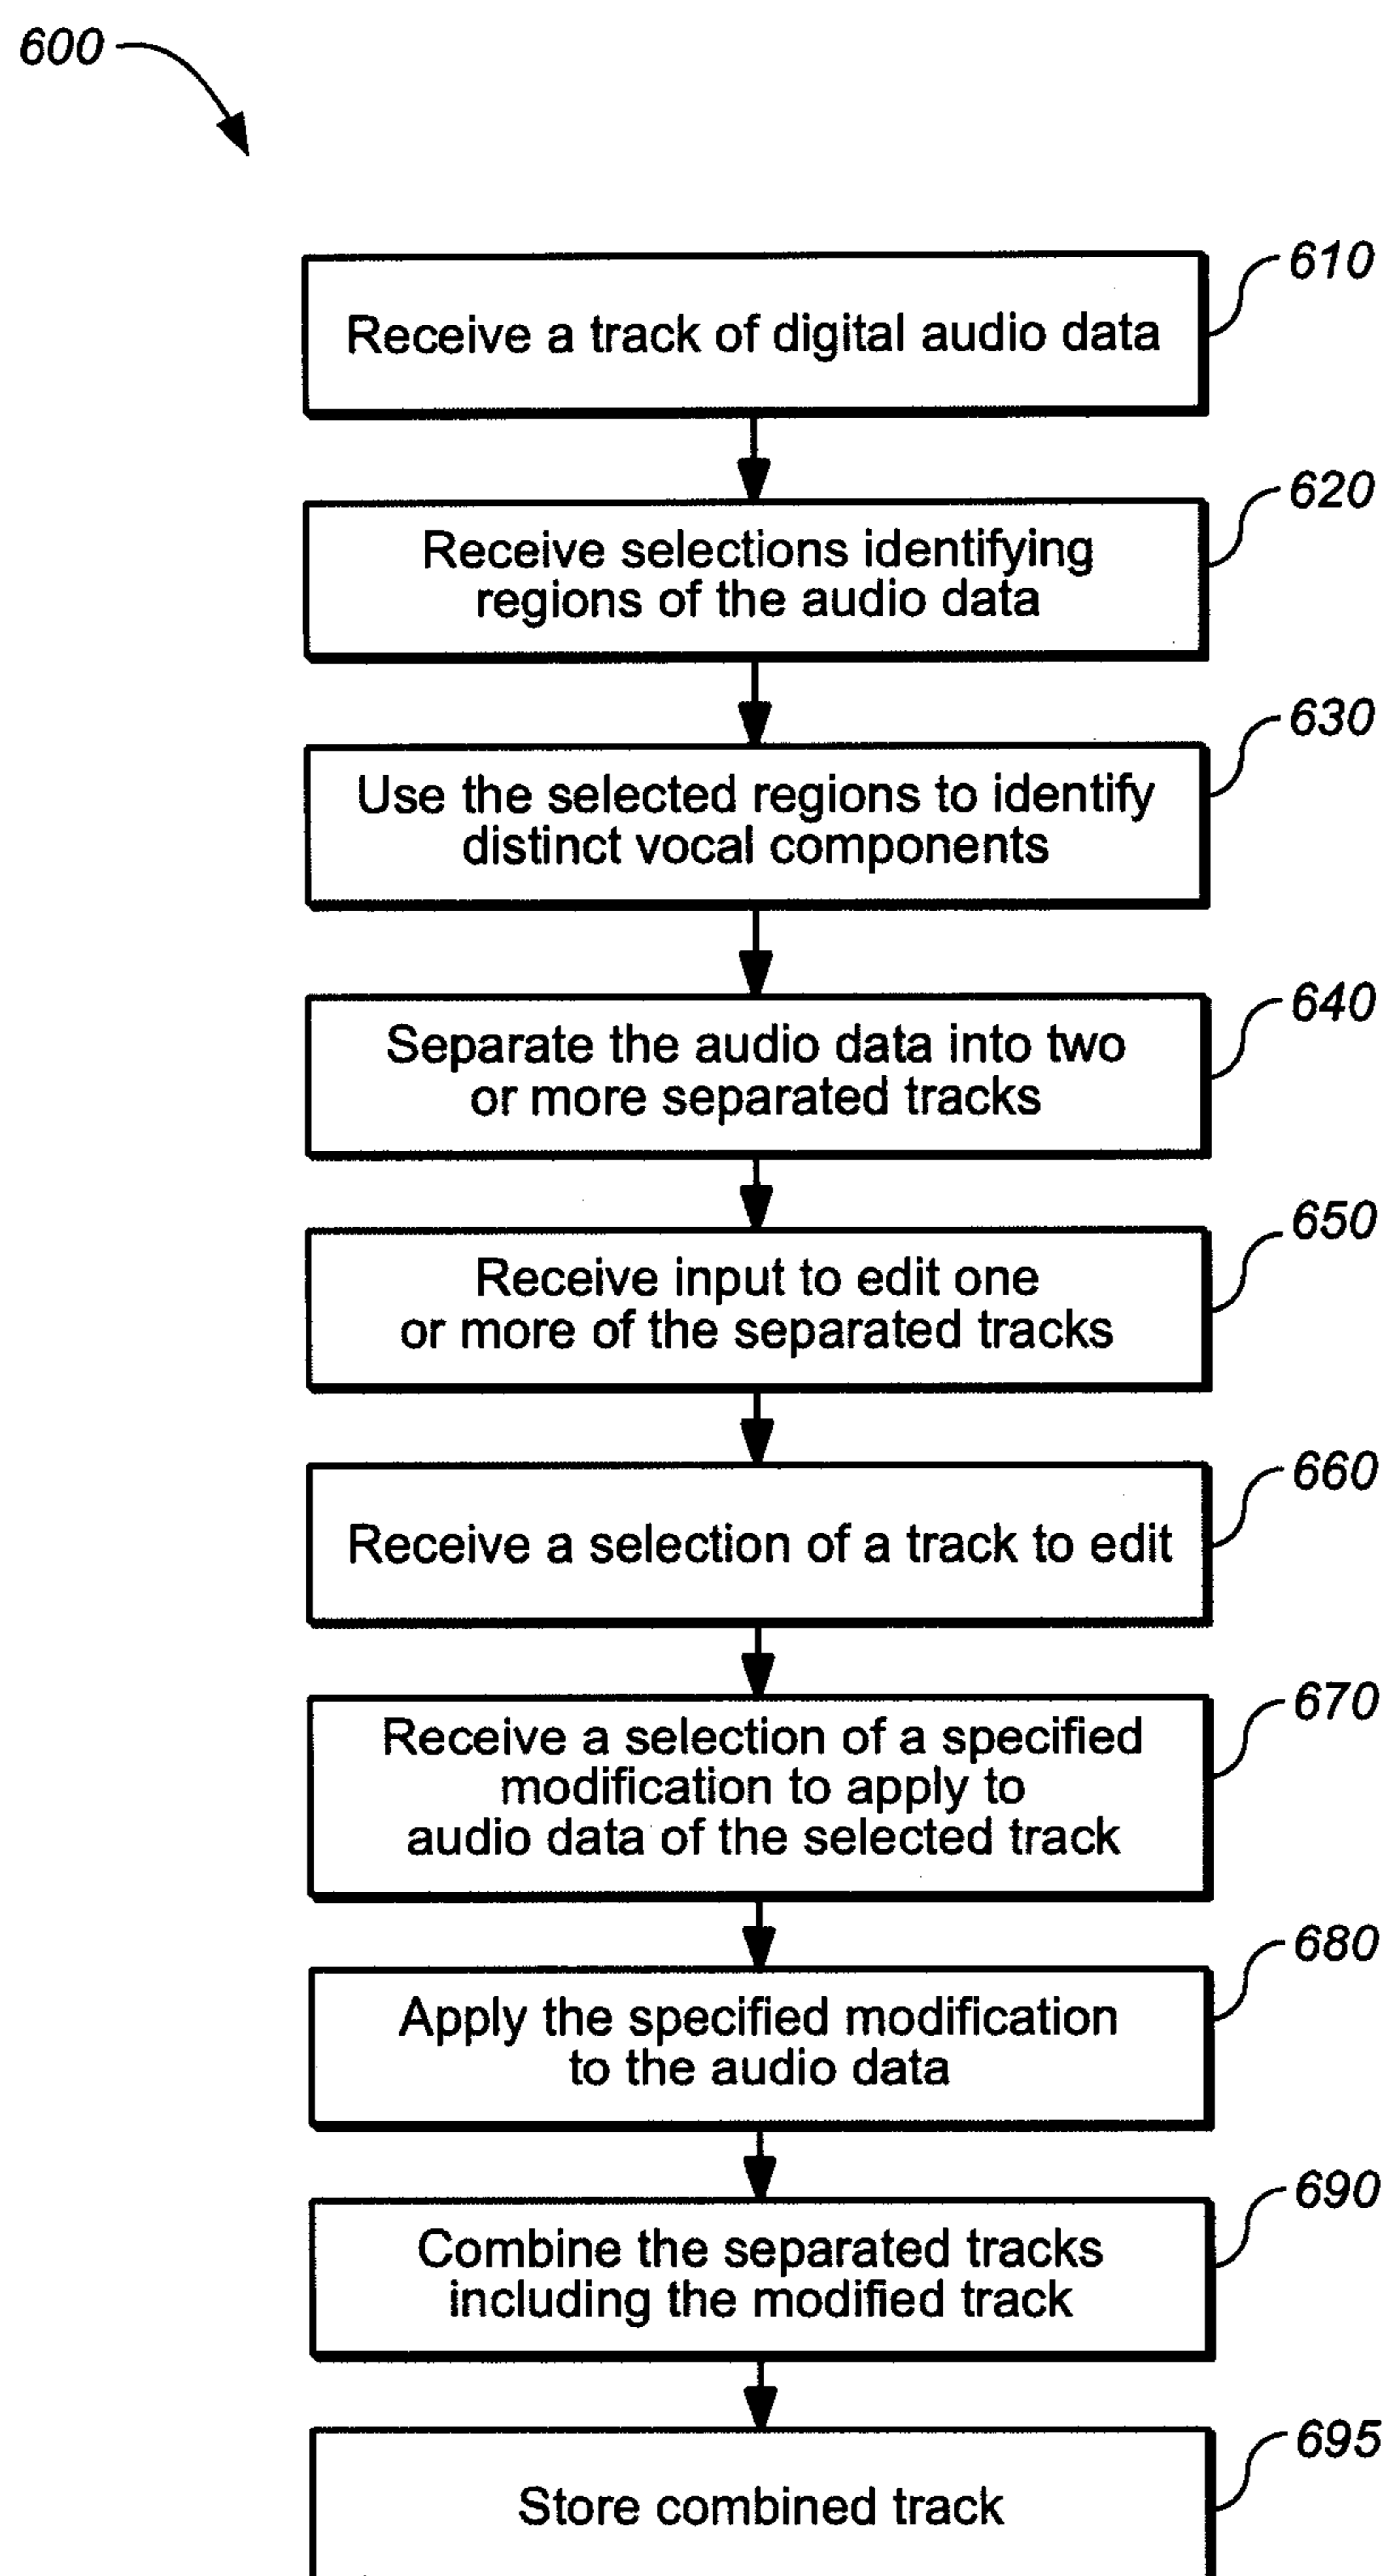 600
610
Receive a track of digital audio data
620
Receive selections identifying
regions of the audio data
630
Use the selected regions to identify
distinct vocal components
640
Separate the audio data into two
or more separated tracks
650
Receive input to edit one
or more of the separated tracks
660
Receive a selection of a track to edit
670
Receive a selection of a specified
modification to apply to
audio data of the selected track
680
Apply the specified modification
to the audio data
690
Combine the separated tracks
including the modified track
695
Store combined track